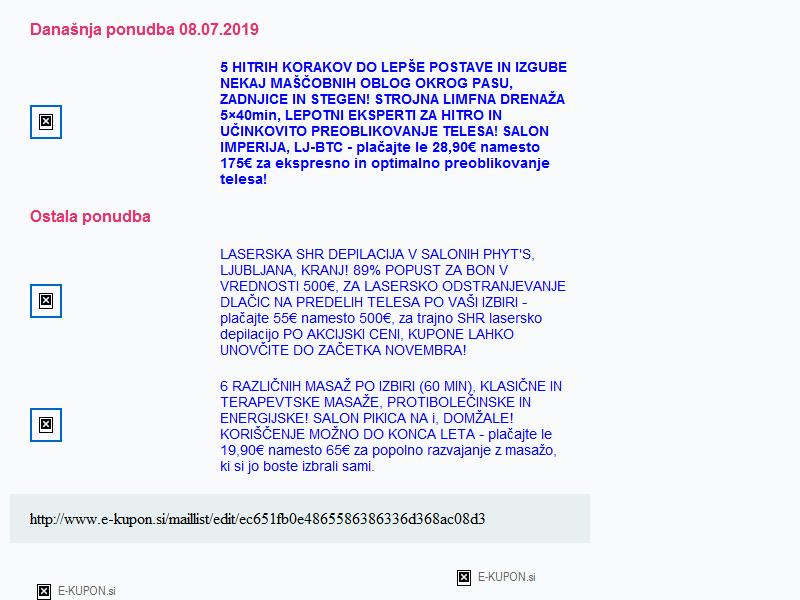 Današnja ponudba 08.07.2019
5 HITRIH KORAKOV DO LEPŠE POSTAVE IN IZGUBE
NEKAJ MAŠČOBNIH OBLOG OKROG PASU,
ZADNJICE IN STEGEN! STROJNA LIMFNA DRENAŽA
5×40min, LEPOTNI EKSPERTI ZA HITRO IN
UČINKOVITO PREOBLIKOVANJE TELESA! SALON
IMPERIJA, LJ-BTC - plačajte le 28,90€ namesto
175€ za ekspresno in optimalno preoblikovanje
telesa!
Ostala ponudba
LASERSKA SHR DEPILACIJA V SALONIH PHYT'S,
LJUBLJANA, KRANJ! 89% POPUST ZA BON V
VREDNOSTI 500€, ZA LASERSKO ODSTRANJEVANJE
DLAČIC NA PREDELIH TELESA PO VAŠI IZBIRI -
plačajte 55€ namesto 500€, za trajno SHR lasersko
depilacijo PO AKCIJSKI CENI, KUPONE LAHKO
UNOVČITE DO ZAČETKA NOVEMBRA!
6 RAZLIČNIH MASAŽ PO IZBIRI (60 MIN), KLASIČNE IN
TERAPEVTSKE MASAŽE, PROTIBOLEČINSKE IN
ENERGIJSKE! SALON PIKICA NA i, DOMŽALE!
KORIŠČENJE MOŽNO DO KONCA LETA - plačajte le
19,90€ namesto 65€ za popolno razvajanje z masažo,
ki si jo boste izbrali sami.
http://www.e-kupon.si/maillist/edit/ec651fb0e4865586386336d368ac08d3
E-KUPON.si
E-KUPON.si